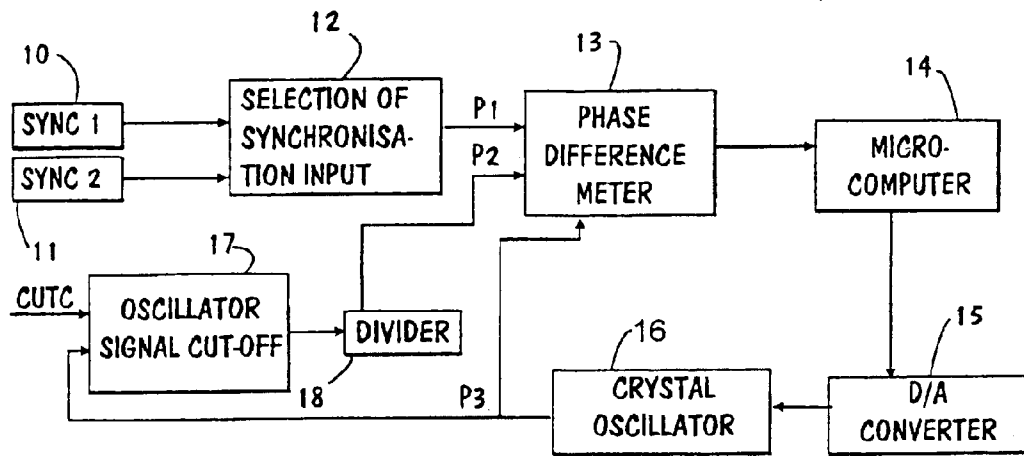 10
SYNC 1
SYNC 2
11
12
SELECTION OF
SYNCHRONISA-
TION INPUT
P1
P2
13
PHASE
DIFFERENCE
METER
14
MICRO-
COMPUTER
CUTC
17
OSCILLATOR
SIGNAL CUT-OFF
DIVIDER
18
P3
16
CRYSTAL
OSCILLATOR
15
D/A
CONVERTER